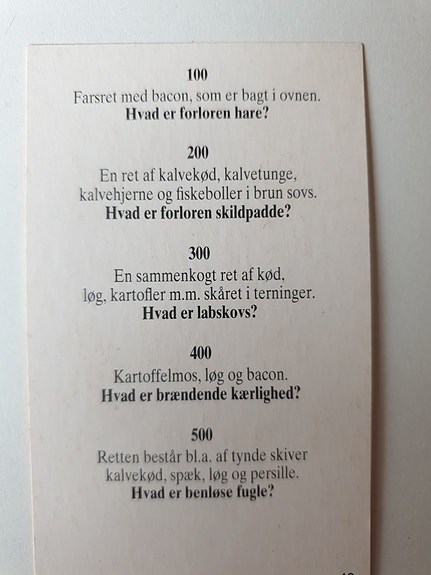 100
Farsret med bacon, som er bagt i ovnen.
Hvad er forloren hare?
200
En ret af kalvekød, kalvetunge,
kalvehjerne og fiskeboller i brun sovs.
Hvad er forloren skildpadde?
300
En sammenkogt ret af kød,
løg, kartofler m.m. skåret i terninger.
Hvad er labskovs?
400
Kartoffelmos, løg og bacon.
Hvad er brændende kærlighed?
500
Retten består bl.a. af tynde skiver
kalvekød, spæk, løg og persille.
Hvad er benløse fugle?